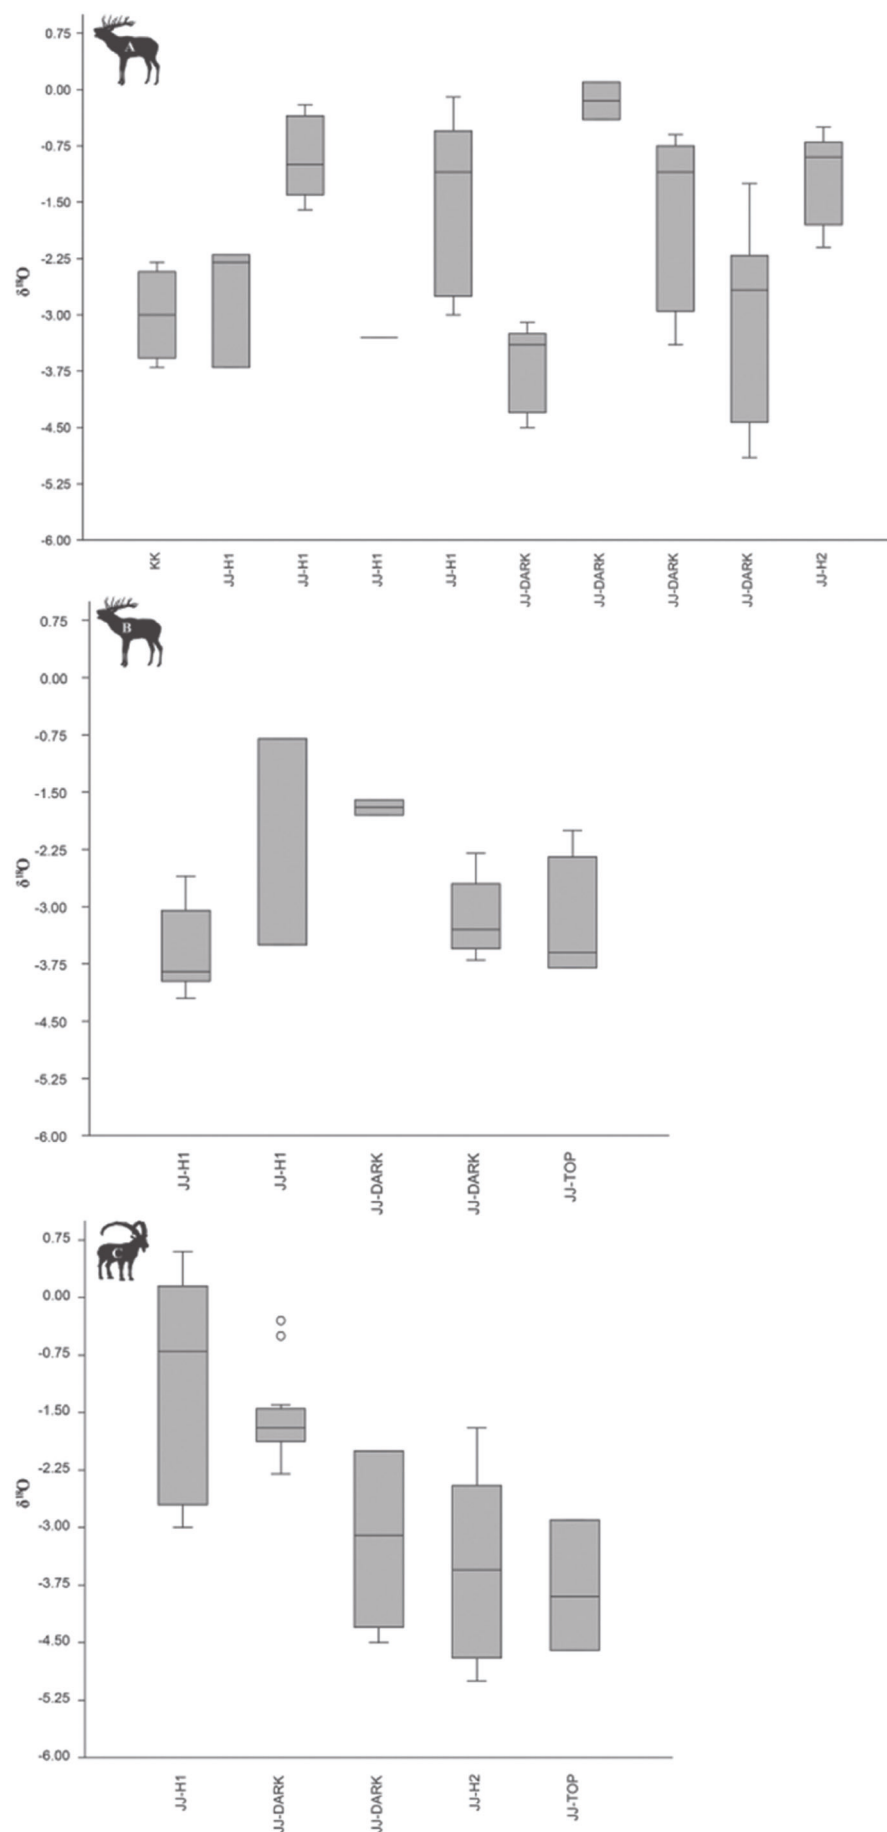 A
0.75
0.00
-0.75
-1.50
-2.25
-3.00
-3.75
-4.50
-5.25
-6.00
δ¹⁸O
KK
JJ-H1
JJ-H1
JJ-H1
JJ-H1
JJ-DARK
JJ-DARK
JJ-DARK
JJ-DARK
JJ-H2
B
0.75
0.00
-0.75
-1.50
-2.25
-3.00
-3.75
-4.50
-5.25
-6.00
δ¹⁸O
JJ-H1
JJ-H1
JJ-DARK
JJ-DARK
JJ-TOP
C
0.75
0.00
-0.75
-1.50
-2.25
-3.00
-3.75
-4.50
-5.25
-6.00
δ¹⁸O
JJ-H1
JJ-DARK
JJ-DARK
JJ-H2
JJ-TOP